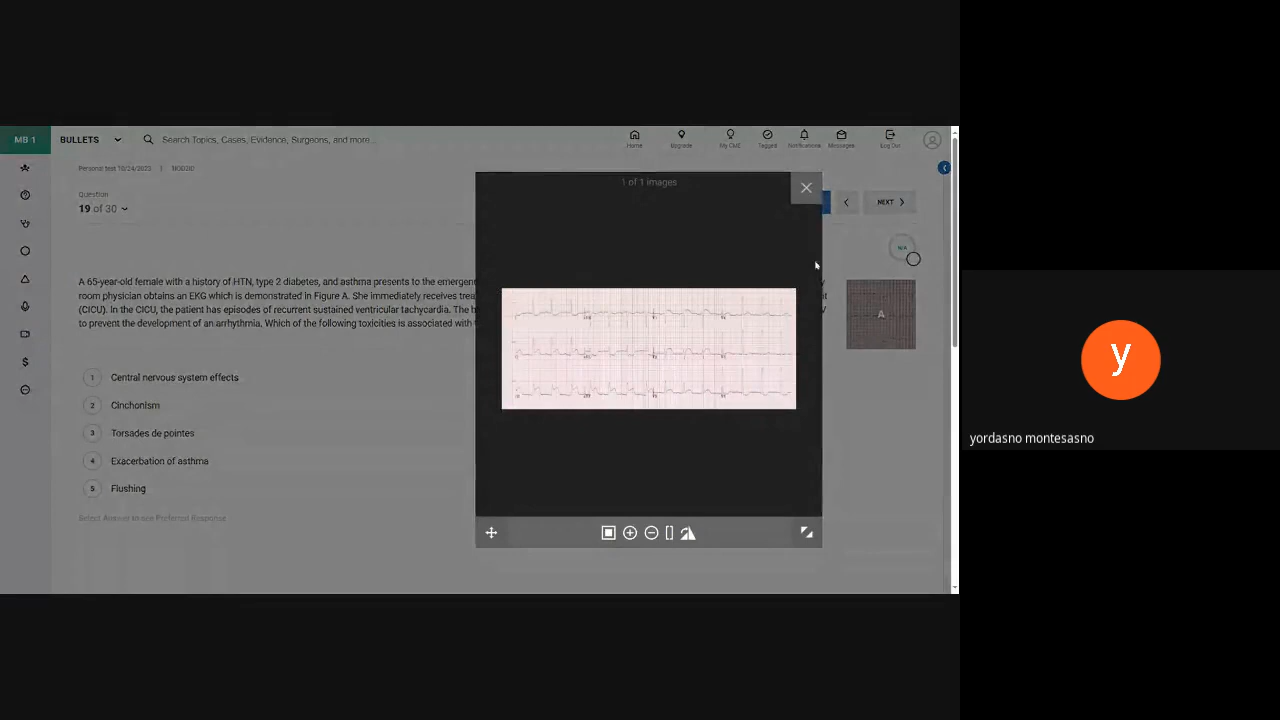 MB 1
BULLETS
Search Topics, Cases, Evidence, Surgeons, and more...
Home
Upgrade
My CME
Tagged
Notifications
Messages
Log Out
Personal test 10/24/2023 |
Question
19 of 30
1 of 1 images
NEXT
N/A
A 65-year-old female with a history of HTN, type 2 diabetes, and asthma presents to the emergen
room physician obtains an EKG which is demonstrated in Figure A. She immediately receives trea
(CICU). In the CICU, the patient has episodes of recurrent sustained ventricular tachycardia. The h
to prevent the development of an arrhythmia. Which of the following toxicities is associated with
A
1 Central nervous system effects
2 Cinchonism
3 Torsades de pointes
4 Exacerbation of asthma
5 Flushing
Select Answer to see Preferred Response
y
yordasno montesasno